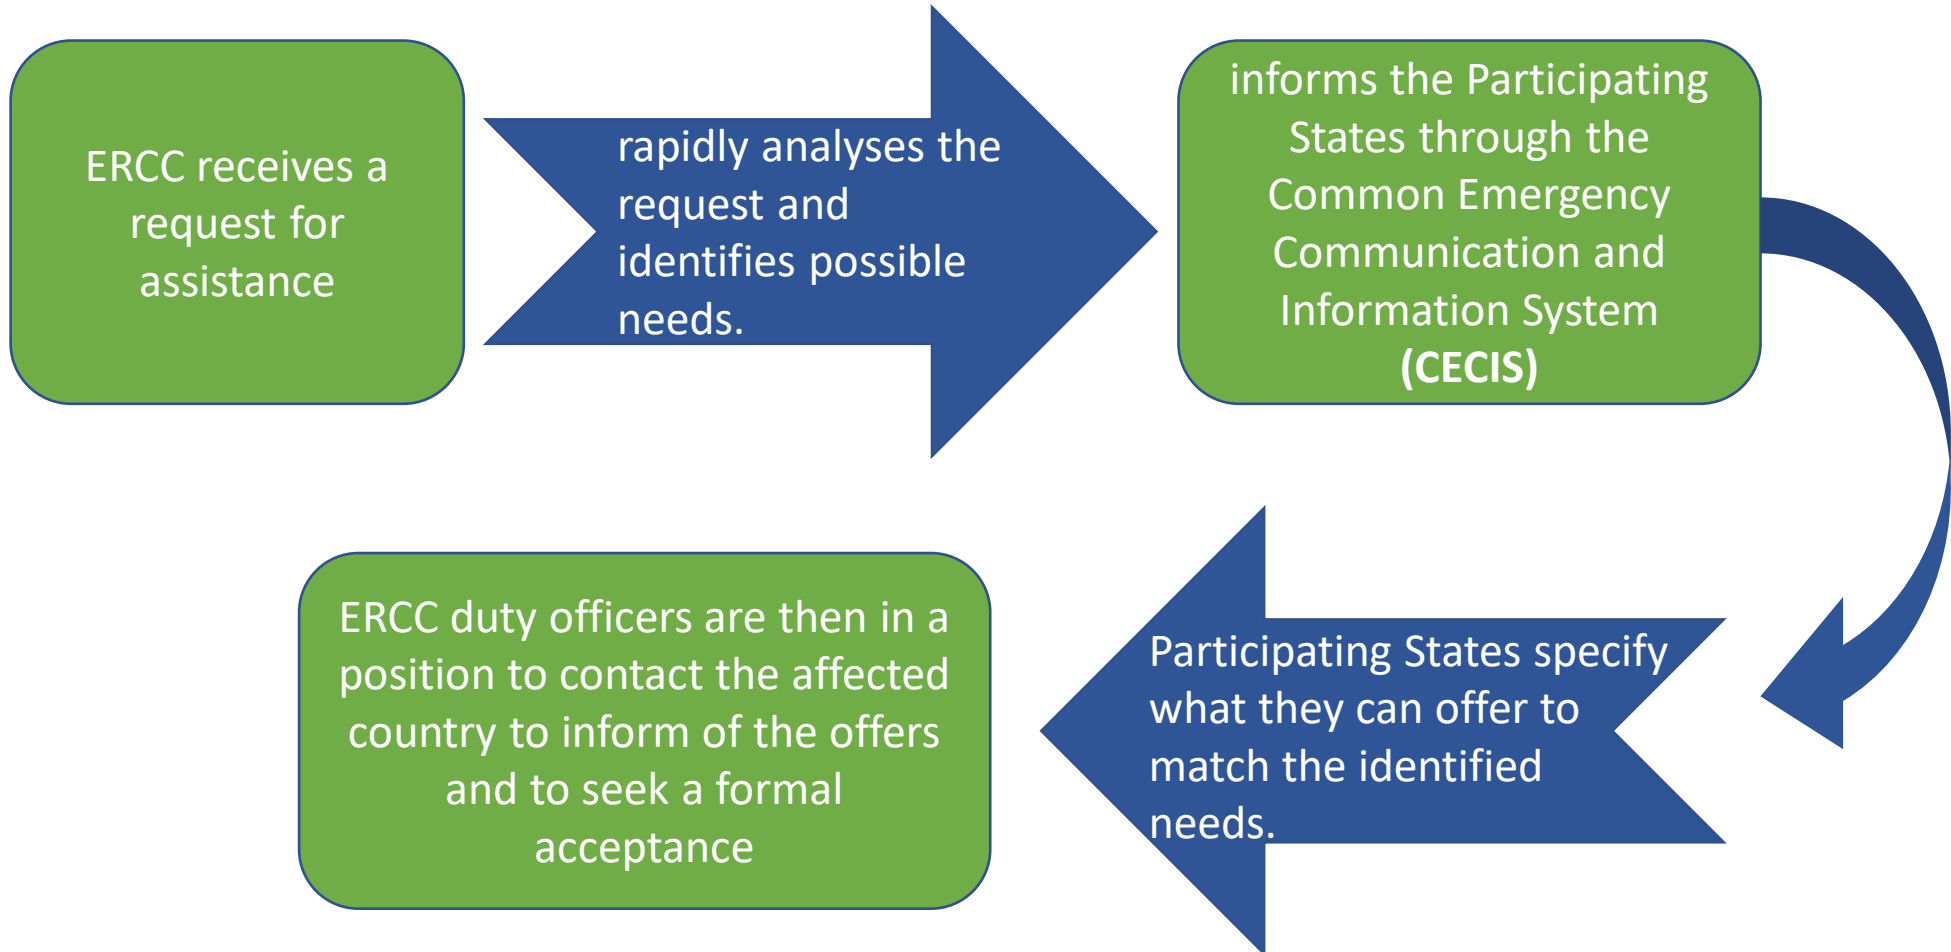 ERCC receives a
request for
assistance
rapidly analyses the
request and
identifies possible
needs.
informs the Participating
States through the
Common Emergency
Communication and
Information System
(CECIS)
Participating States specify
what they can offer to
match the identified
needs.
ERCC duty officers are then in a
position to contact the affected
country to inform of the offers
and to seek a formal
acceptance